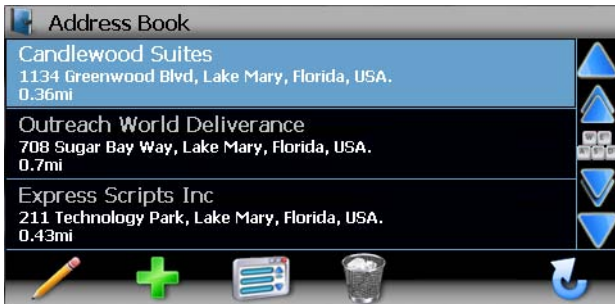 Address Book
Candlewood Suites
1134 Greenwood Blvd, Lake Mary, Florida, USA.
0.36mi
Outreach World Deliverance
708 Sugar Bay Way, Lake Mary, Florida, USA.
0.7mi
Express Scripts Inc
211 Technology Park, Lake Mary, Florida, USA.
0.43mi